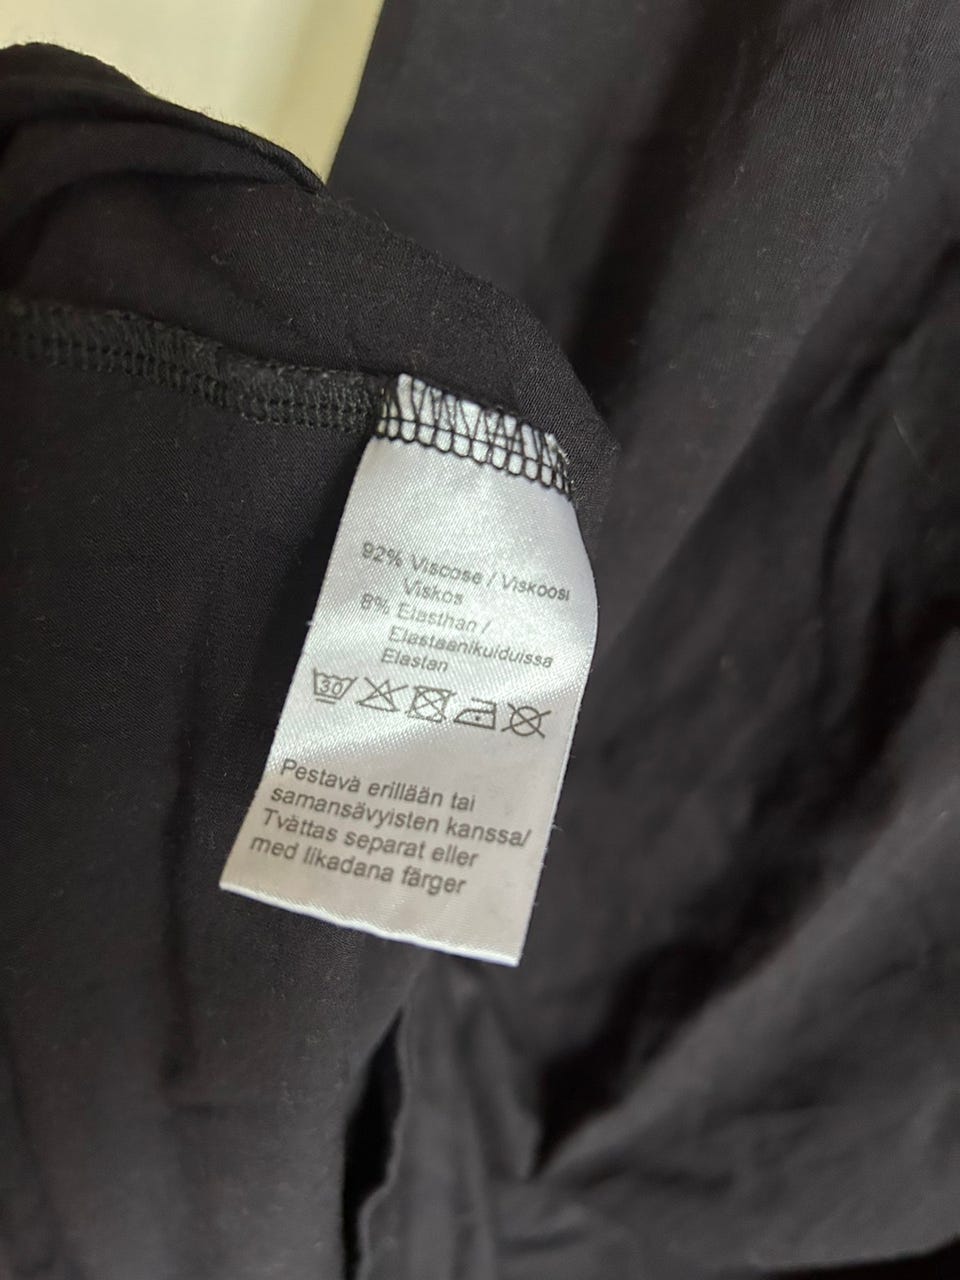 92% Viscose / Viskoosi
Viskos
8% Elasthan /
Elastaanikuiduissa
Elastan
30
Pestavä erillään tai
samansävyisten kanssa/
Tvättas separat eller
med likadana färger